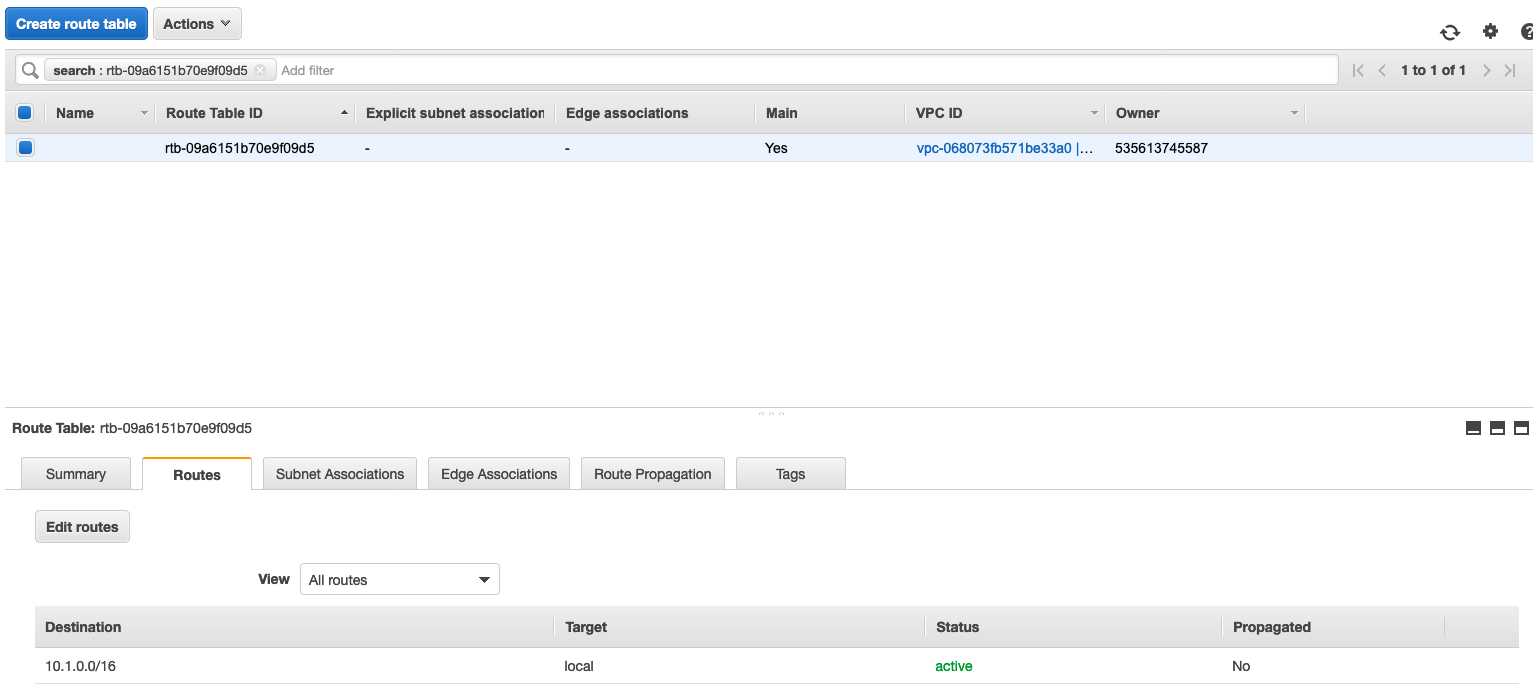 Create route table Actions
search : rtb-09a6151b70e9f09d5 Add filter 1 to 1 of 1
Name Route Table ID Explicit subnet association Edge associations Main VPC ID Owner
rtb-09a6151b70e9f09d5 - - Yes vpc-068073fb571be33a0 |... 535613745587
Route Table: rtb-09a6151b70e9f09d5
Summary Routes Subnet Associations Edge Associations Route Propagation Tags
Edit routes
View All routes
Destination Target Status Propagated
10.1.0.0/16 local active No